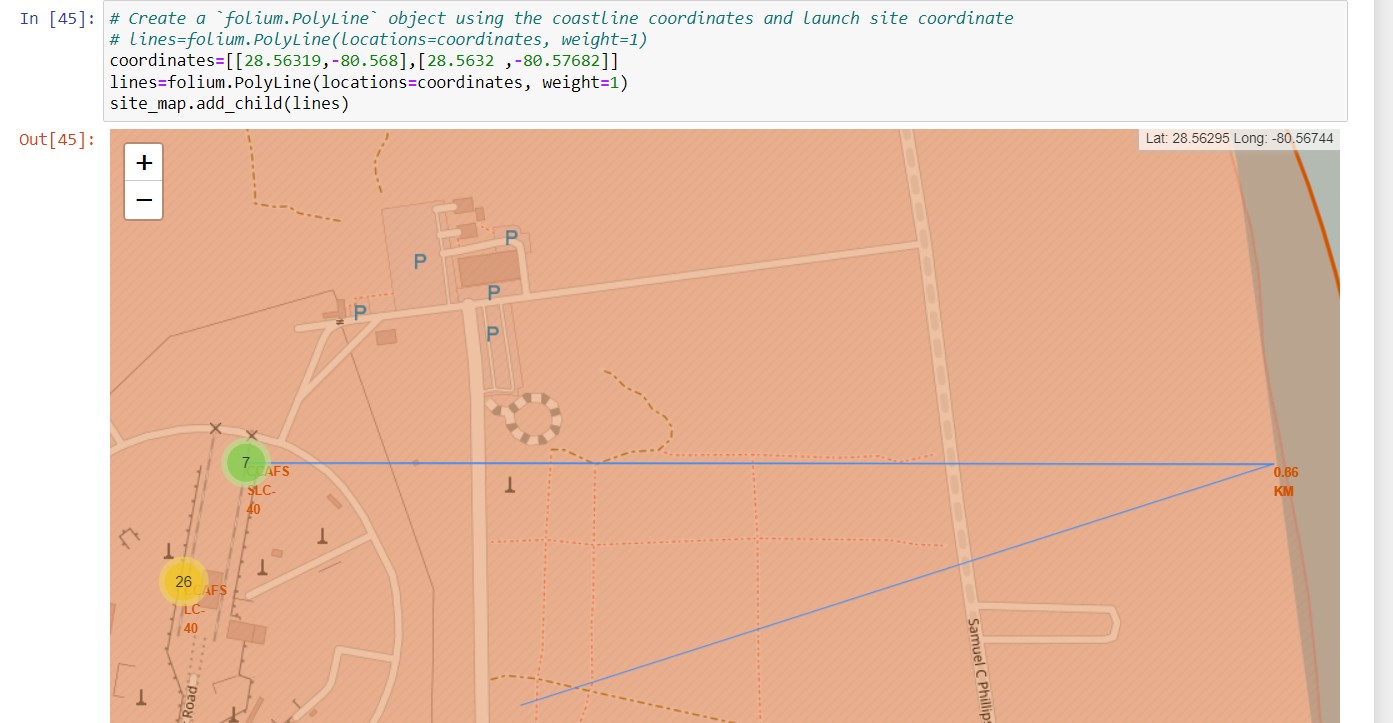 In [45]:
# Create a `folium.PolyLine` object using the coastline coordinates and launch site coordinate
# lines=folium.PolyLine(locations=coordinates, weight=1)
coordinates=[[28.56319,-80.568],[28.5632 ,-80.57682]]
lines=folium.PolyLine(locations=coordinates, weight=1)
site_map.add_child(lines)
Out[45]:
Lat: 28.56295 Long: -80.56744
+
−
P
P
P
P
P
7
CCAFS
SLC-
40
0.86
KM
26
CCAFS
LC-
40
Samuel C Phillips
Road